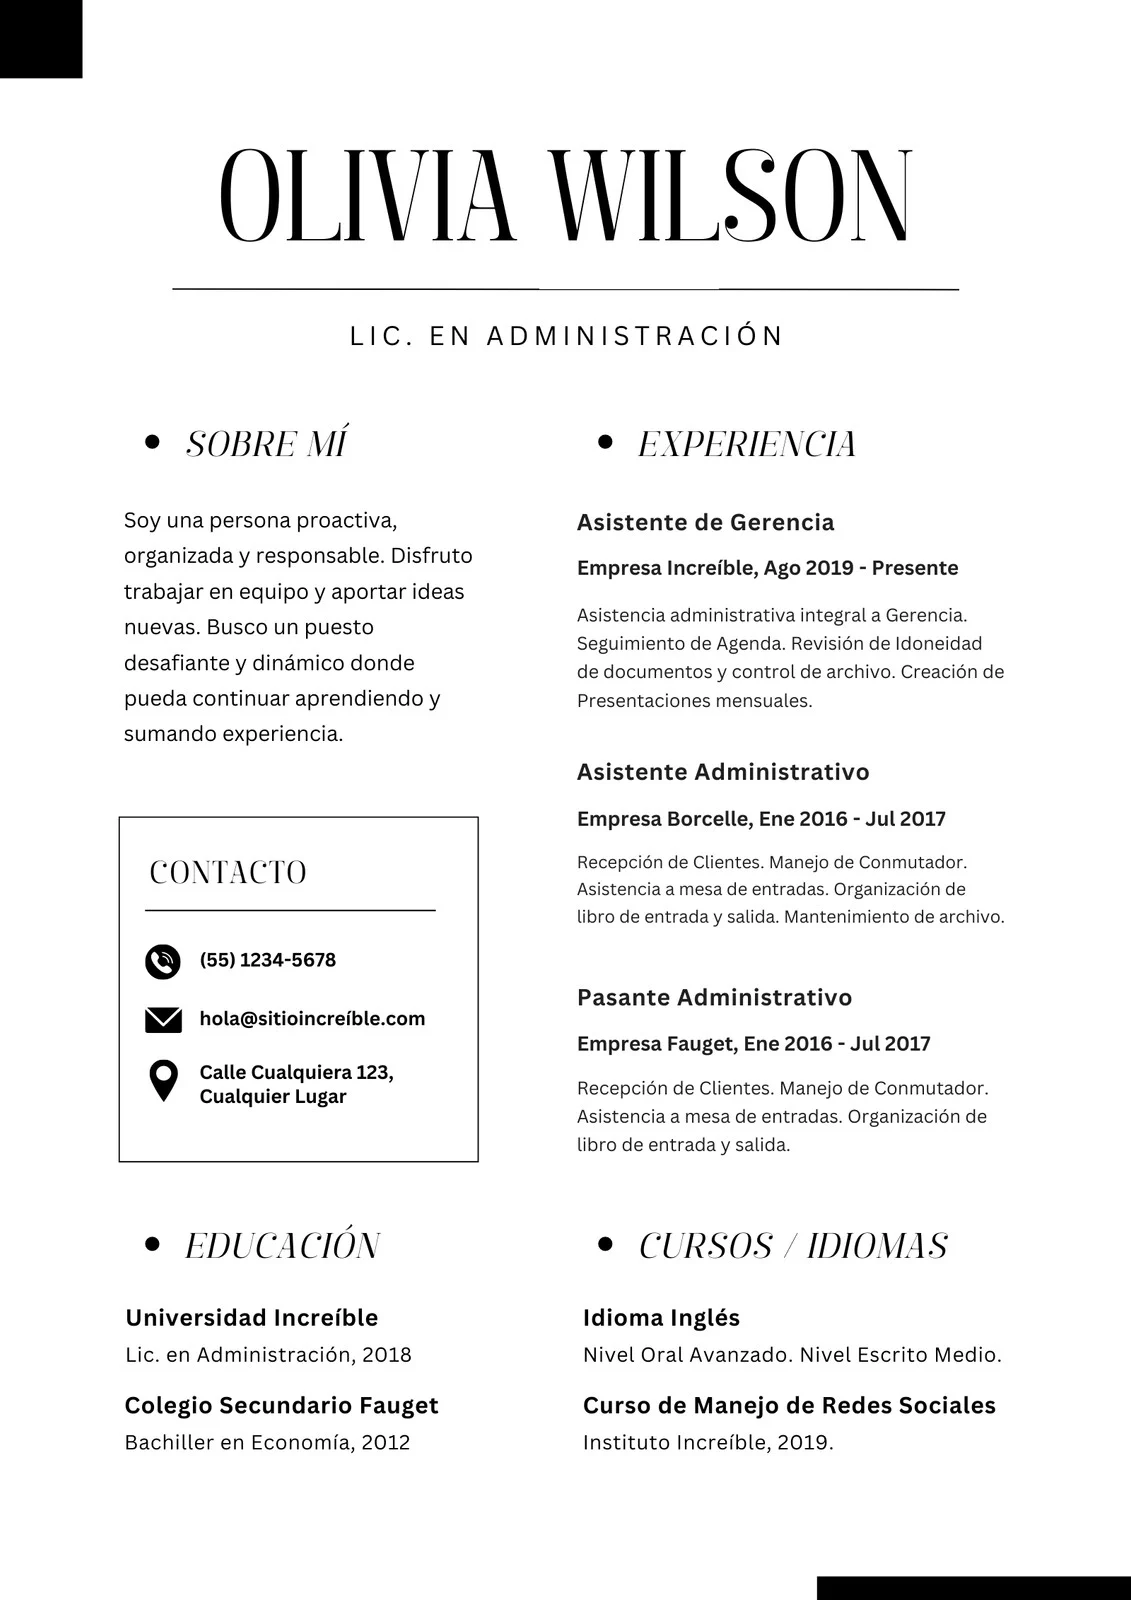 OLIVIA WILSON
LIC. EN ADMINISTRACIÓN
SOBRE MÍ
Soy una persona proactiva,
organizada y responsable. Disfruto
trabajar en equipo y aportar ideas
nuevas. Busco un puesto
desafiante y dinámico donde
pueda continuar aprendiendo y
sumando experiencia.
CONTACTO
(55) 1234-5678
hola@sitioincreíble.com
Calle Cualquiera 123,
Cualquier Lugar
EXPERIENCIA
Asistente de Gerencia
Empresa Increíble, Ago 2019 - Presente
Asistencia administrativa integral a Gerencia.
Seguimiento de Agenda. Revisión de Idoneidad
de documentos y control de archivo. Creación de
Presentaciones mensuales.
Asistente Administrativo
Empresa Borcelle, Ene 2016 - Jul 2017
Recepción de Clientes. Manejo de Conmutador.
Asistencia a mesa de entradas. Organización de
libro de entrada y salida. Mantenimiento de archivo.
Pasante Administrativo
Empresa Fauget, Ene 2016 - Jul 2017
Recepción de Clientes. Manejo de Conmutador.
Asistencia a mesa de entradas. Organización de
libro de entrada y salida.
EDUCACIÓN
Universidad Increíble
Lic. en Administración, 2018
Colegio Secundario Fauget
Bachiller en Economía, 2012
CURSOS / IDIOMAS
Idioma Inglés
Nivel Oral Avanzado. Nivel Escrito Medio.
Curso de Manejo de Redes Sociales
Instituto Increíble, 2019.